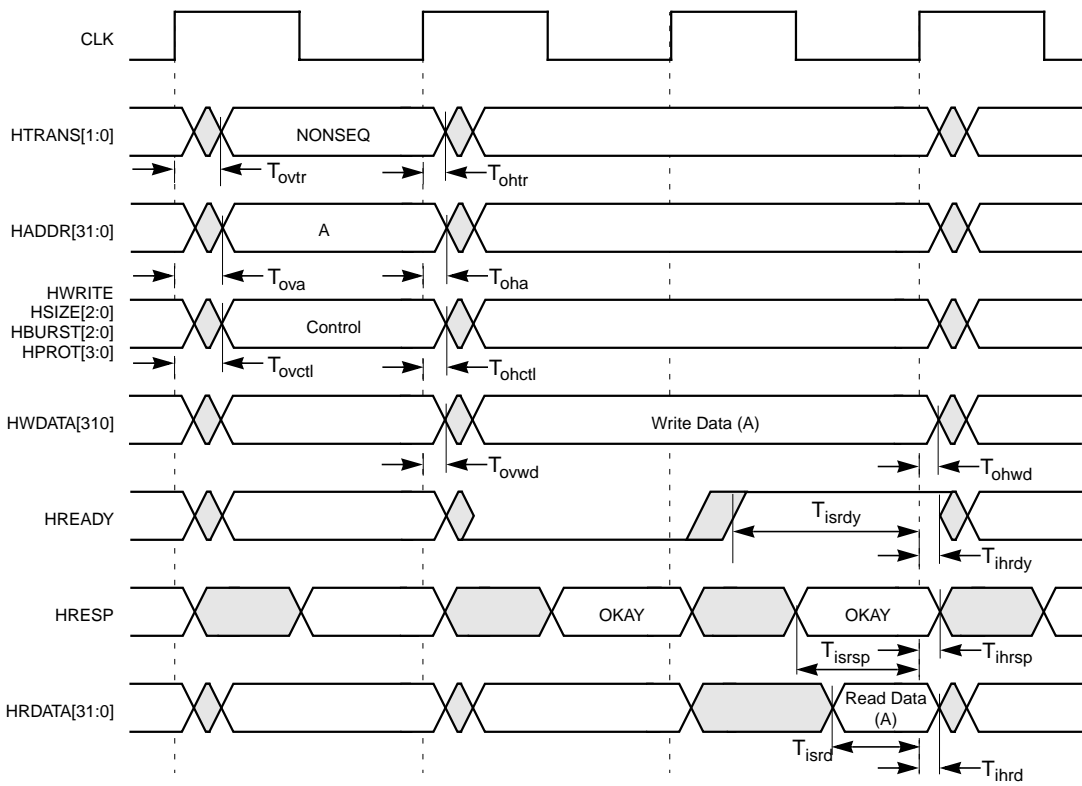 CLK
HTRANS[1:0]
NONSEQ
Tovtr
Tohtr
HADDR[31:0]
A
Tova
Toha
HWRITE
HSIZE[2:0]
HBURST[2:0]
HPROT[3:0]
Control
Tovctl
Tohctl
HWDATA[310]
Write Data (A)
Tovwd
Tohwd
HREADY
Tisrdy
Tihrdy
HRESP
OKAY
OKAY
Tisrsp
Tihrsp
HRDATA[31:0]
Read Data
(A)
Tisrd
Tihrd